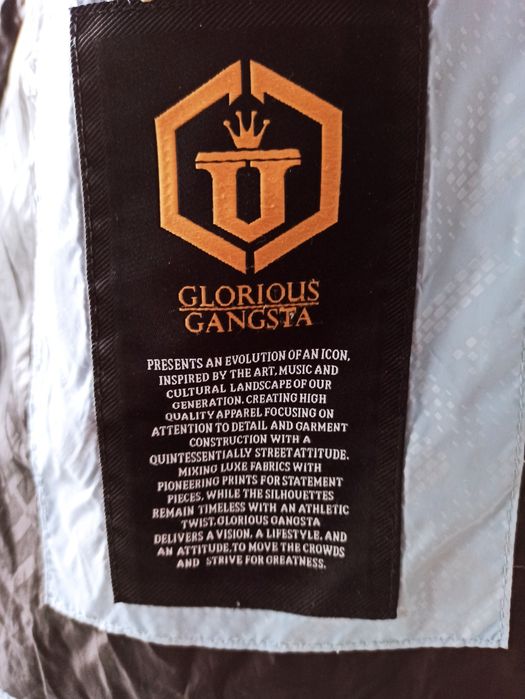 U
GLORIOUS
GANGSTA
PRESENTS AN EVOLUTION OF AN ICON,
INSPIRED BY THE ART, MUSIC AND
CULTURAL LANDSCAPE OF OUR
GENERATION. CREATING HIGH
QUALITY APPAREL FOCUSING ON
ATTENTION TO DETAIL AND GARMENT
CONSTRUCTION WITH A
QUINTESSENTIALLY STREET ATTITUDE.
MIXING LUXE FABRICS WITH
PIONEERING PRINTS FOR STATEMENT
PIECES, WHILE THE SILHOUETTES
REMAIN TIMELESS WITH AN ATHLETIC
TWIST. GLORIOUS GANGSTA
DELIVERS A VISION, A LIFESTYLE, AND
AN ATTITUDE, TO MOVE THE CROWDS
AND STRIVE FOR GREATNESS.